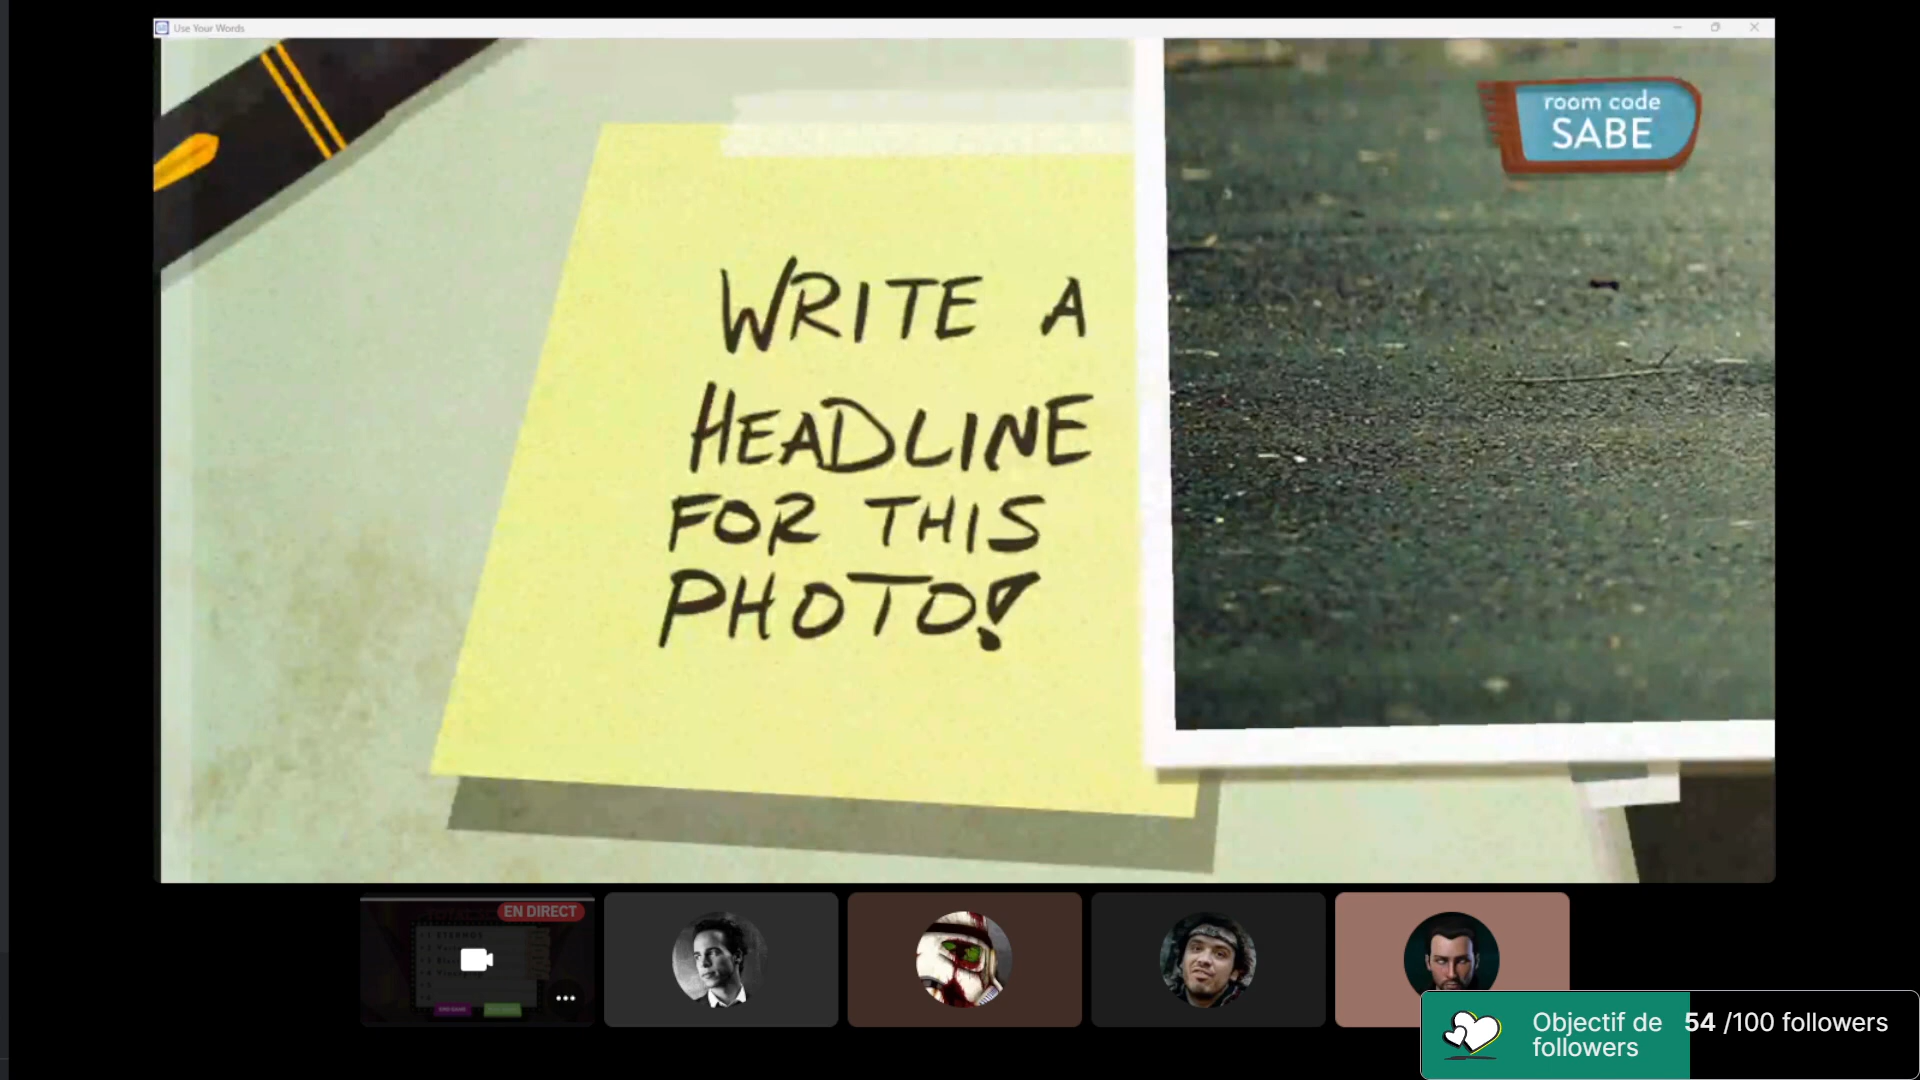 Use Your Words
room code
SABE
WRITE A
HEADLINE
FOR THIS
PHOTO!
EN DIRECT
Objectif de
followers
54 /100 followers